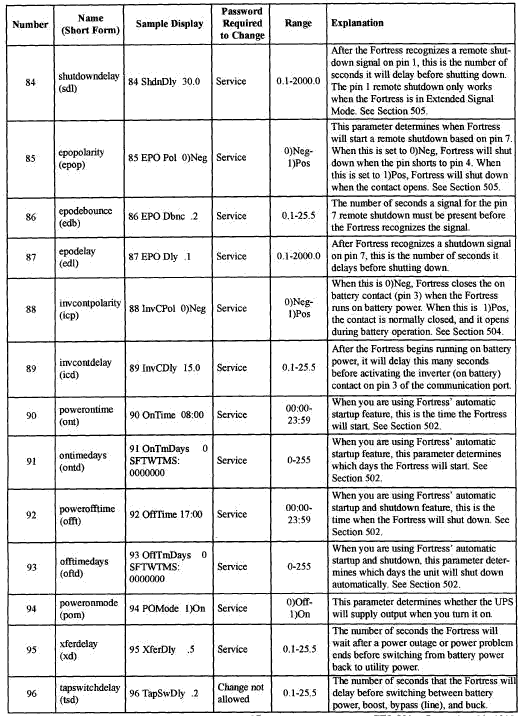 Number
Name
(Short Form)
Sample Display
Password
Required
to Change
Range
Explanation
84
shutdowndelay
(sdl)
84 ShdnDly 30.0
Service
0.1-2000.0
After the Fortress recognizes a remote shut-
down signal on pin 1, this is the number of
seconds it will delay before shutting down.
The pin 1 remote shutdown only works
when the Fortress is in Extended Signal
Mode. See Section 505.
85
epopolarity
(epop)
85 EPO Pol 0)Neg
Service
0)Neg-
1)Pos
This parameter determines when Fortress
will start a remote shutdown based on pin 7.
When this is set to 0)Neg, Fortress will shut
down when the pin shorts to pin 4. When
this is set to 1)Pos, Fortress will shut down
when the contact opens. See Section 505.
86
epodebounce
(edb)
86 EPO Dbnc .2
Service
0.1-25.5
The number of seconds a signal for the pin
7 remote shutdown must be present before
the Fortress recognizes the signal.
87
epodelay
(edl)
87 EPO Dly .1
Service
0.1-2000.0
After Fortress recognizes a shutdown signal
on pin 7, this is the number of seconds it
delays before shutting down.
88
invcontpolarity
(icp)
88 InvCPol 0)Neg
Service
0)Neg-
1)Pos
When this is 0)Neg, Fortress closes the on
battery contact (pin 3) when the Fortress
runs on battery power. When this is 1)Pos,
the contact is normally closed, and it opens
during battery operation. See Section 504.
89
invcontdelay
(icd)
89 InvCDly 15.0
Service
0.1-25.5
After the Fortress begins running on battery
power, it will delay this many seconds
before activating the inverter (on battery)
contact on pin 3 of the communication port.
90
powerontime
(ont)
90 OnTime 08:00
Service
00:00-
23:59
When you are using Fortress' automatic
startup feature, this is the time the Fortress
will start. See Section 502.
91
ontimedays
(ontd)
91 OnTmDays 0
SFTWTMS:
0000000
Service
0-255
When you are using Fortress' automatic
startup feature, this parameter determines
which days the Fortress will start. See
Section 502.
92
powerofftime
(offt)
92 OffTime 17:00
Service
00:00-
23:59
When you are using Fortress' automatic
startup and shutdown feature, this is the
time when the Fortress will shut down. See
Section 502.
93
offtimedays
(oftd)
93 OffTmDays 0
SFTWTMS:
0000000
Service
0-255
When you are using Fortress' automatic
startup and shutdown, this parameter deter-
mines which days the unit will shut down
automatically. See Section 502.
94
poweronmode
(pom)
94 POMode 1)On
Service
0)Off-
1)On
This parameter determines whether the UPS
will supply output when you turn it on.
95
xferdelay
(xd)
95 XferDly .5
Service
0.1-25.5
The number of seconds the Fortress will
wait after a power outage or power problem
ends before switching from battery power
back to utility power.
96
tapswitchdelay
(tsd)
96 TapSwDly .2
Change not
allowed
0.1-25.5
The number of seconds that the Fortress will
delay before switching between battery
power, boost, bypass (line), and buck.